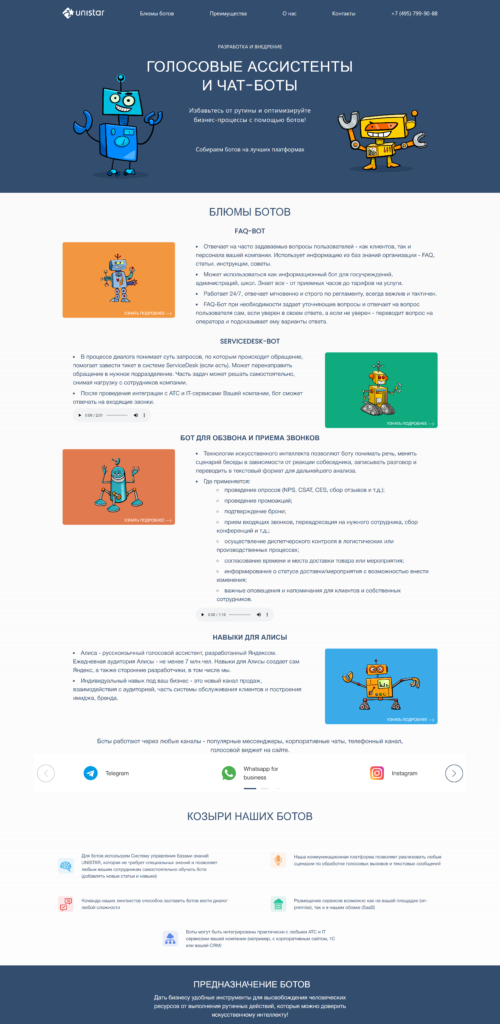 unistar
Блюмы ботов
Преимущества
О нас
Контакты
+7 (495) 799-90-88
РАЗРАБОТКА И ВНЕДРЕНИЕ
ГОЛОСОВЫЕ АССИСТЕНТЫ
И ЧАТ-БОТЫ
Избавьтесь от рутины и оптимизируйте
бизнес-процессы с помощью ботов!
Собираем ботов на лучших платформах
БЛЮМЫ БОТОВ
FAQ-BOT
• Отвечает на часто задаваемые вопросы пользователей - как клиентов, так и
персонала вашей компании. Использует информацию из баз знаний организации - FAQ,
статьи, инструкции, советы.
• Может использоваться как информационный бот для госучреждений,
администраций, школ. Знает все - от приемных часов до тарифов на услуги.
• Работает 24/7, отвечает мгновенно и строго по регламенту, всегда вежлив и тактичен.
• FAQ-Бот при необходимости задает уточняющие вопросы и отвечает на вопрос
пользователя сам, если уверен в своем ответе, а если не уверен - переводит вопрос на
оператора и подсказывает ему варианты ответа.
УЗНАТЬ ПОДРОБНЕЕ
SERVICEDESK-BOT
• В процессе диалога понимает суть запросов, по которым происходит обращение,
помогает завести тикет в системе ServiceDesk (если есть). Может перенаправить
обращение в нужное подразделение. Часть задач может решать самостоятельно,
снимая нагрузку с сотрудников компании.
• После проведения интеграции с АТС и IT-сервисами Вашей компании, бот сможет
отвечать на входящие звонки.
УЗНАТЬ ПОДРОБНЕЕ
БОТ ДЛЯ ОБЗВОНА И ПРИЕМА ЗВОНКОВ
• Технологии искусственного интеллекта позволяют боту понимать речь, менять
сценарий беседы в зависимости от реакции собеседника, записывать разговор и
переводить в текстовый формат для дальнейшего анализа.
• Где применяется:
◦ проведение опросов (NPS, CSAT, CES, сбор отзывов и т.д.);
◦ проведение промоакций;
◦ подтверждение брони;
◦ прием входящих звонков, переадресация на нужного сотрудника, сбор
конференций и т.д.;
◦ осуществление диспетчерского контроля в логистических или
производственных процессах;
◦ согласование времени и места доставки товара или мероприятия;
◦ информирование о статусе доставки/мероприятия с возможностью внести
изменения;
◦ важные оповещения и напоминания для клиентов и собственных
сотрудников.
УЗНАТЬ ПОДРОБНЕЕ
НАВЫКИ ДЛЯ АЛИСЫ
• Алиса - русскоязычный голосовой ассистент, разработанный Яндексом.
Ежедневная аудитория Алисы - не менее 7 млн чел. Навыки для Алисы создает сам
Яндекс, а также сторонние разработчики, в том числе мы.
• Индивидуальный навык под ваш бизнес - это новый канал продаж,
взаимодействия с аудиторией, часть системы обслуживания клиентов и построения
имиджа, бренда.
УЗНАТЬ ПОДРОБНЕЕ
Боты работают через любые каналы - популярные мессенджеры, корпоративные чаты, телефонный канал,
голосовой виджет на сайте.
Telegram
Whatsapp for
business
Instagram
КОЗЫРИ НАШИХ БОТОВ
Для ботов используем Систему управления Базами знаний
UNISTAR, которая не требует специальных знаний и позволяет
любым вашим сотрудникам самостоятельно обучать бота
(добавлять новые статьи и навыки)
Наша коммуникационная платформа позволяет реализовать любые
сценарии по обработке голосовых вызовов и текстовых сообщений
Команда наших лингвистов способна заставить ботов вести диалог
любой сложности
Размещение сервисов возможно как на вашей площадке (on-
premise), так и в нашем облаке (SaaS)
Боты могут быть интегрированы практически с любыми АТС и IT
сервисами вашей компании (например, с корпоративным сайтом, 1С
или вашей CRM)
ПРЕДНАЗНАЧЕНИЕ БОТОВ
Дать бизнесу удобные инструменты для высвобождения человеческих
ресурсов от выполнения рутинных действий, которые можно доверить
искусственному интеллекту!